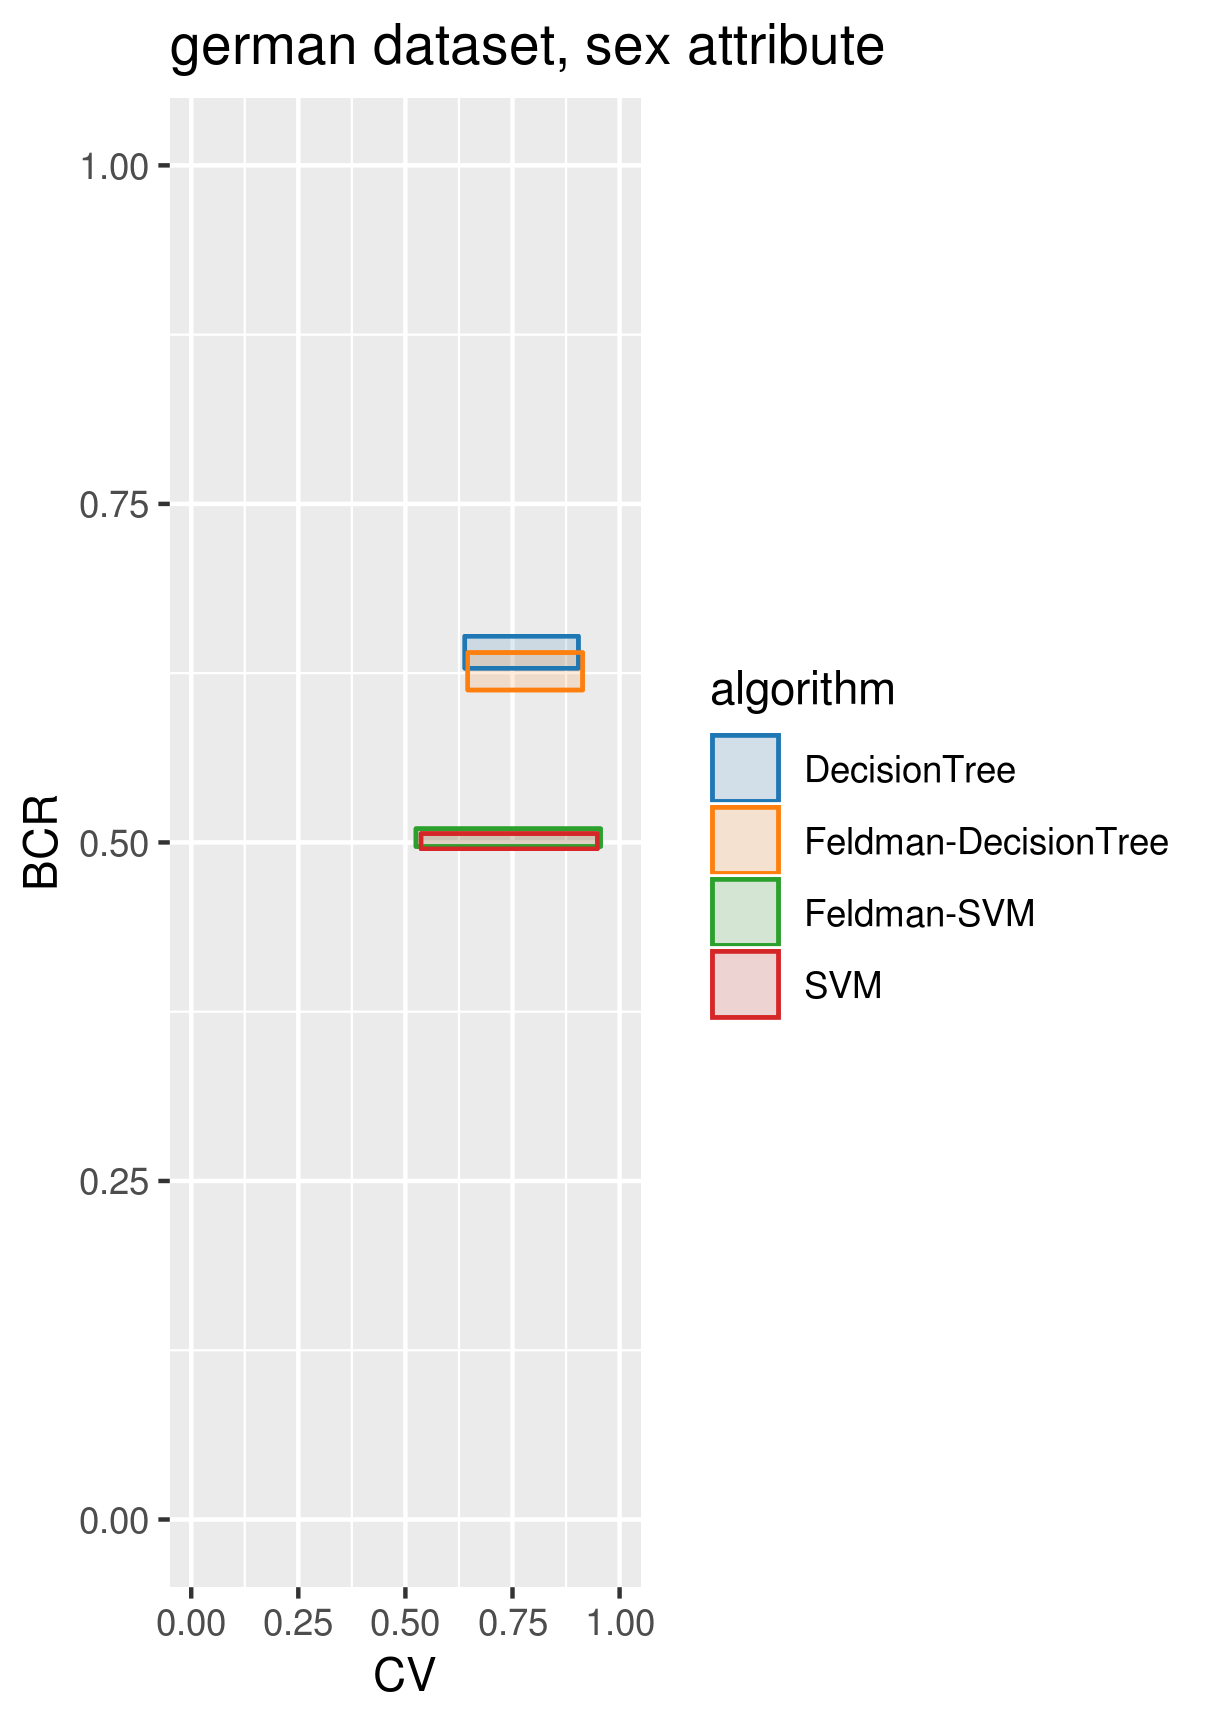 german dataset, sex attribute
1.00
0.75
0.50
0.25
0.00
BCR
0.00 0.25 0.50 0.75 1.00
CV
algorithm
DecisionTree
Feldman-DecisionTree
Feldman-SVM
SVM